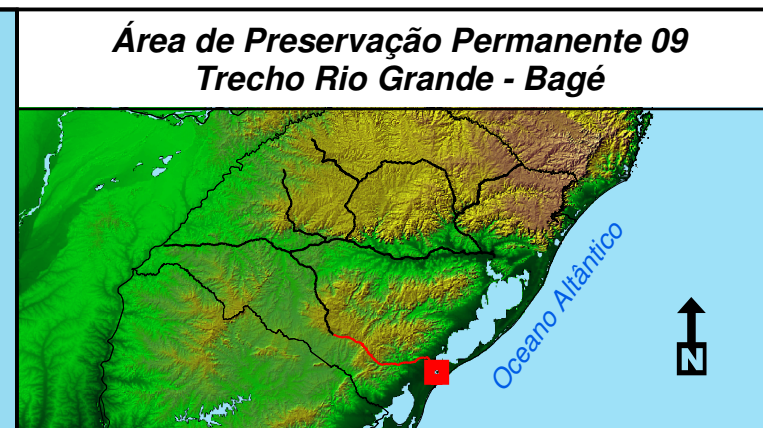 Área de Preservação Permanente 09
Trecho Rio Grande - Bagé
Oceano Altântico
N